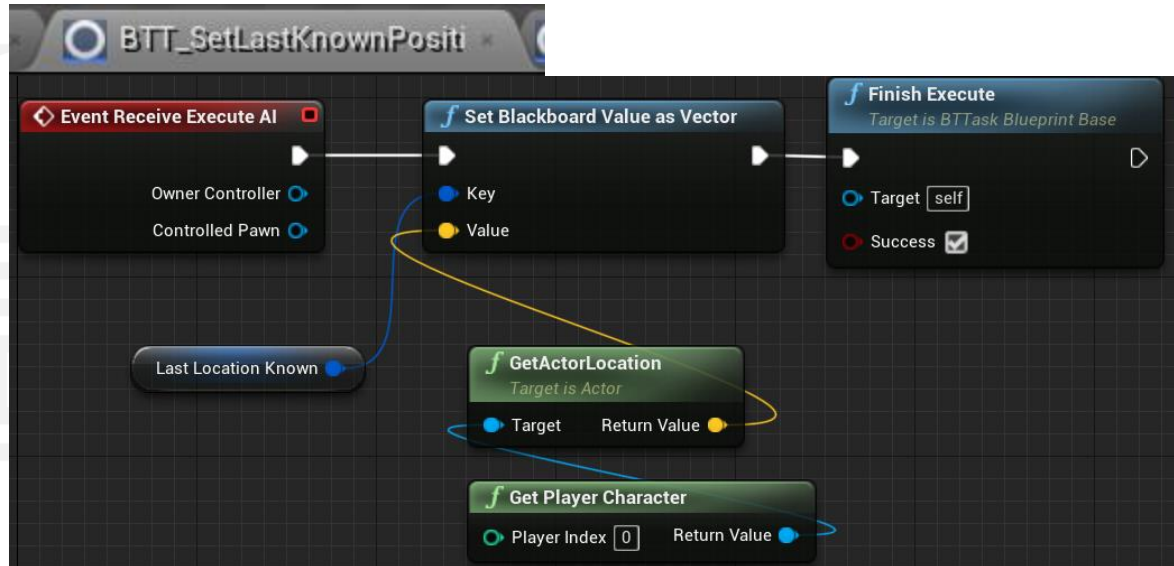 BTT_SetLastKnownPositi
Event Receive Execute AI
Owner Controller
Controlled Pawn
f Set Blackboard Value as Vector
Key
Value
f Finish Execute
Target is BTTask Blueprint Base
Target self
Success
Last Location Known
f GetActorLocation
Target is Actor
Target Return Value
f Get Player Character
Player Index 0 Return Value